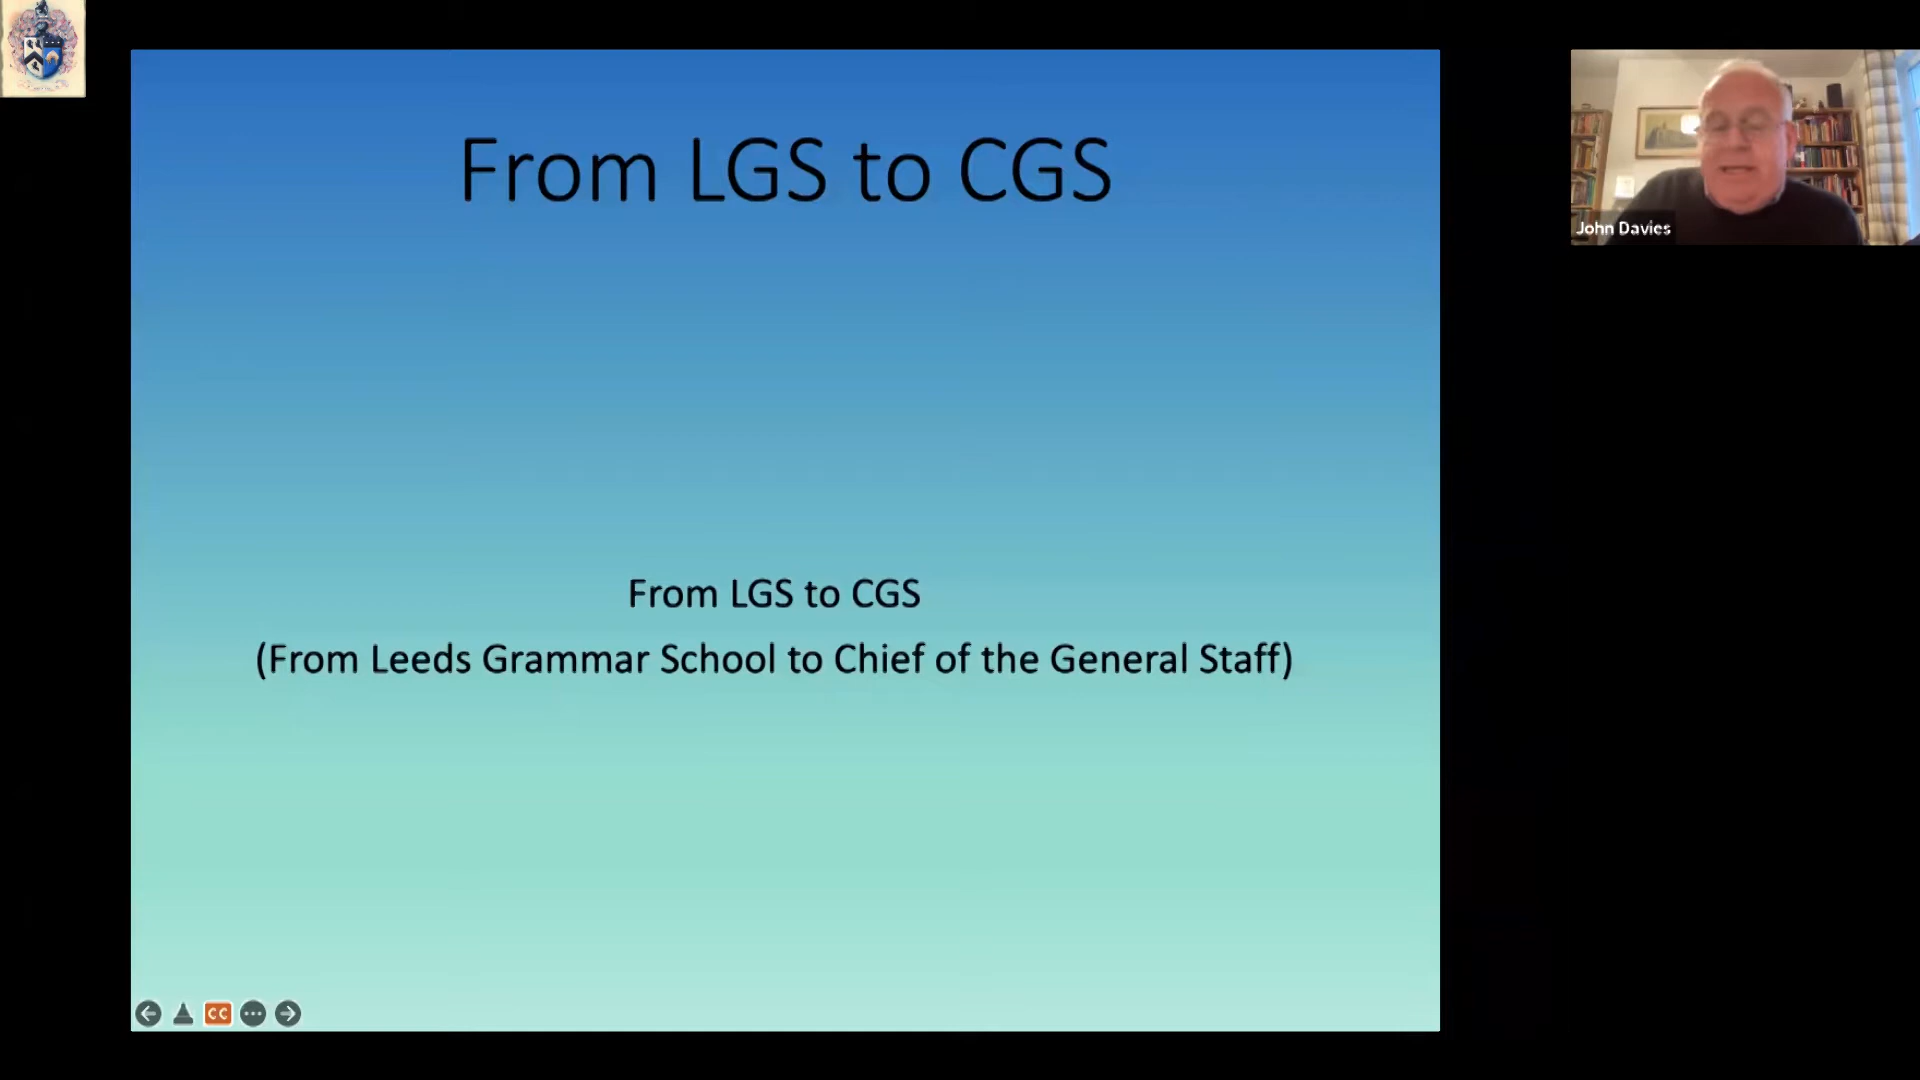 From LGS to CGS
John Davies
From LGS to CGS
(From Leeds Grammar School to Chief of the General Staff)
CC